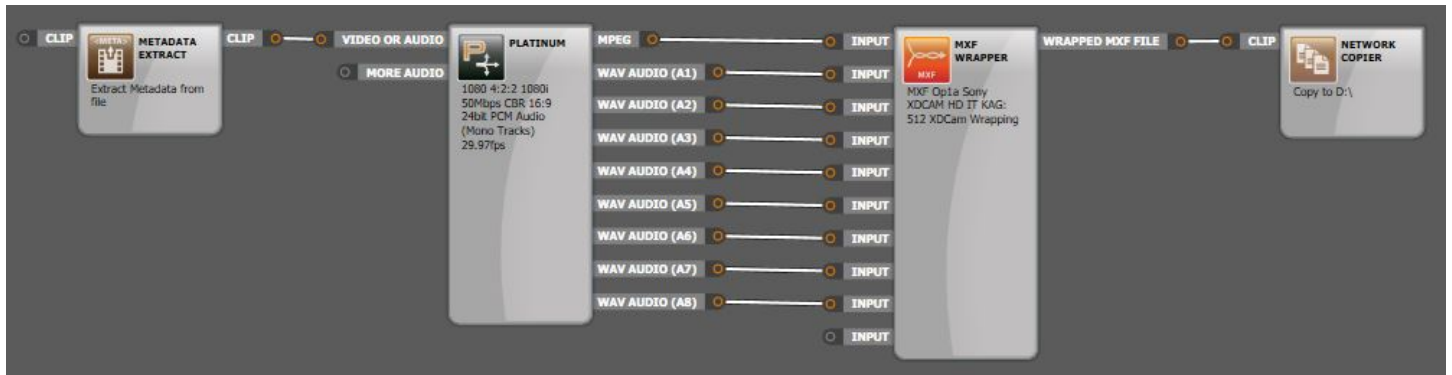 CLIP
<META>
METADATA
EXTRACT
Extract Metadata from
file
CLIP
VIDEO OR AUDIO
MORE AUDIO
PLATINUM
1080 4:2:2 1080i
50Mbps CBR 16:9
24bit PCM Audio
(Mono Tracks)
29.97fps
MPEG
WAV AUDIO (A1)
WAV AUDIO (A2)
WAV AUDIO (A3)
WAV AUDIO (A4)
WAV AUDIO (A5)
WAV AUDIO (A6)
WAV AUDIO (A7)
WAV AUDIO (A8)
INPUT
INPUT
INPUT
INPUT
INPUT
INPUT
INPUT
INPUT
INPUT
INPUT
MXF
MXF
WRAPPER
MXF Op1a Sony
XDCAM HD IT KAG:
512 XDCam Wrapping
WRAPPED MXF FILE
CLIP
NETWORK
COPIER
Copy to D:\